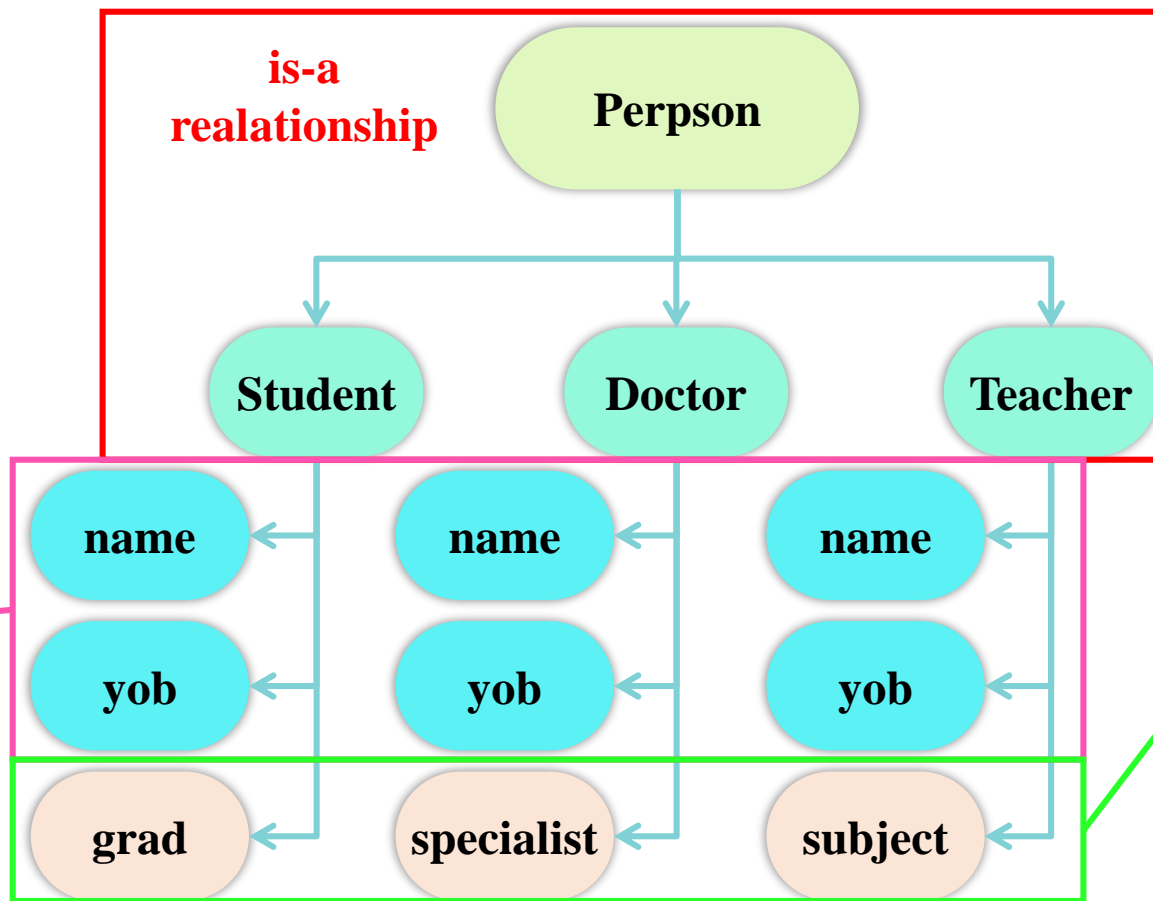 is-a
realationship
Perpson
Student
Doctor
Teacher
name
name
name
yob
yob
yob
grad
specialist
subject